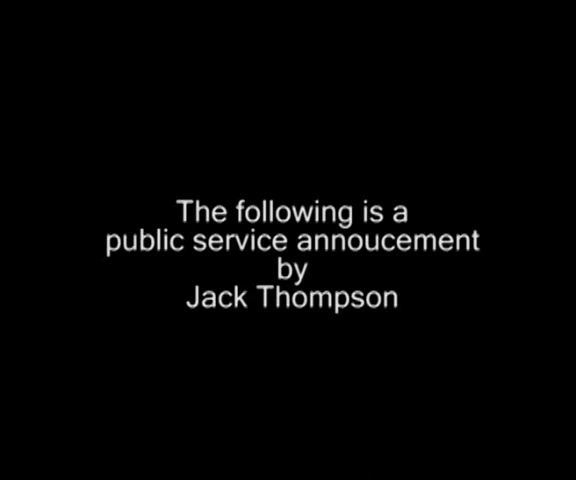 The following is a
public service annoucement
by
Jack Thompson